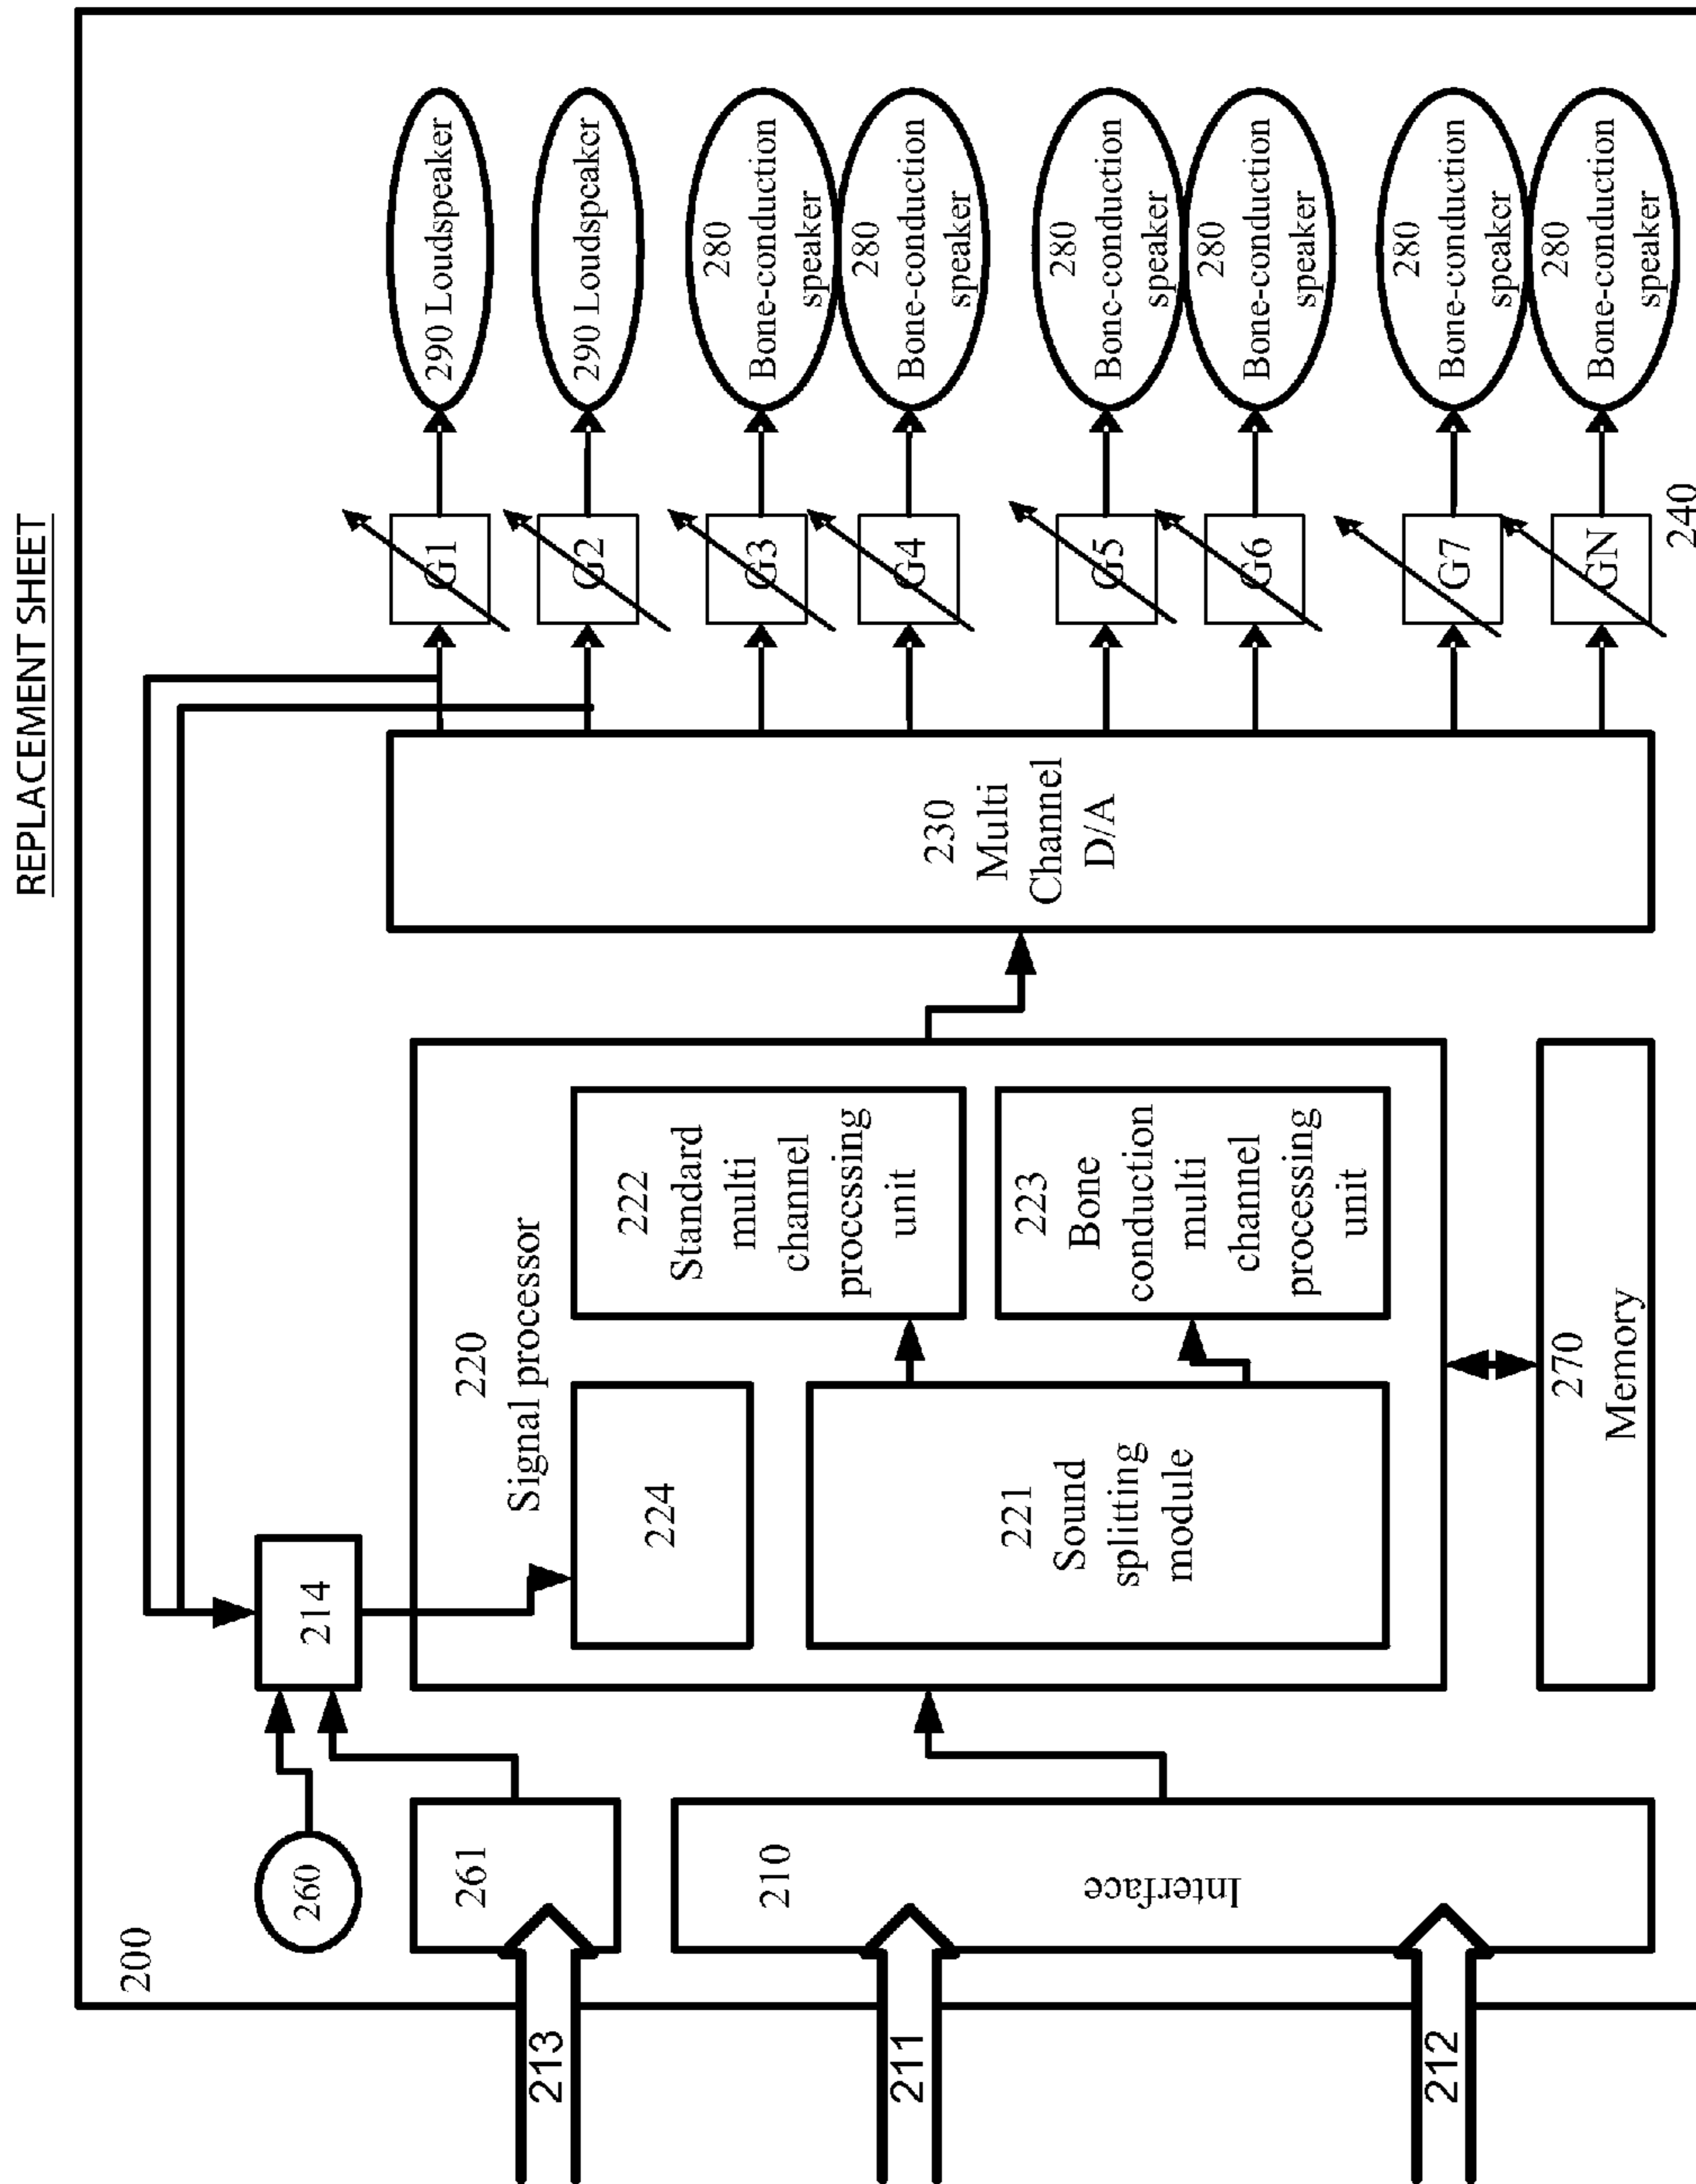 REPLACEMENT SHEET
200
260
214
261
213
210
Interface
211
212
220
Signal processor
224
221
Sound
splitting
module
222
Standard
multi
channel
processing
unit
223
Bone
conduction
multi
channel
processing
unit
270
Memory
230
Multi
Channel
D/A
G1
G2
G3
G4
G5
G6
G7
GN
240
290 Loudspeaker
290 Loudspeaker
280
Bone-conduction
speaker
280
Bone-conduction
speaker
280
Bone-conduction
speaker
280
Bone-conduction
speaker
280
Bone-conduction
speaker
280
Bone-conduction
speaker